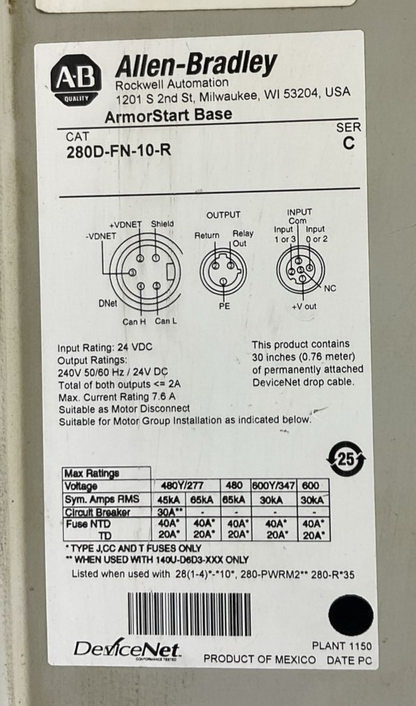 A-B
QUALITY
Allen-Bradley
Rockwell Automation
1201 S 2nd St, Milwaukee, WI 53204, USA
ArmorStart Base
CAT
SER
280D-FN-10-R
C
+VDNET Shield
-VDNET
DNet
Can H Can L
OUTPUT
Return Relay Out
PE
INPUT
Com
Input 1 or 3
Input 0 or 2
NC
+V out
Input Rating: 24 VDC
Output Ratings:
240V 50/60 Hz / 24V DC
Total of both outputs <= 2A
Max. Current Rating 7.6 A
Suitable as Motor Disconnect
Suitable for Motor Group Installation as indicated below.
This product contains
30 inches (0.76 meter)
of permanently attached
DeviceNet drop cable.
25
Max Ratings
Voltage 480Y/277 480 600Y/347 600
Sym. Amps RMS 45kA 65kA 65kA 30kA 30kA
Circuit Breaker 30A** - - - -
Fuse NTD 40A* 40A* 40A* 40A* 40A*
TD 20A* 20A* 20A* 20A* 20A*
* TYPE J,CC AND T FUSES ONLY
** WHEN USED WITH 140U-D6D3-XXX ONLY
Listed when used with 28(1-4)*-*10*, 280-PWRM2** 280-R*35
DeviceNet
CONFORMANCE TESTED
PLANT 1150
PRODUCT OF MEXICO DATE PC